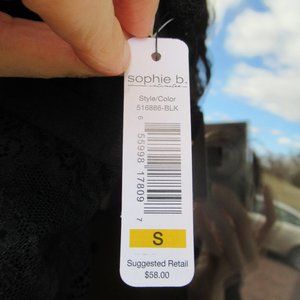 sophie b.
Style/Color
516886-BLK
6 55998 17809 7
S
Suggested Retail
$58.00